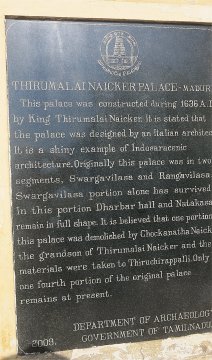 THIRUMALAI NAICKER PALACE-MADUR
This palace was constructed during 1636 A.
by King Thirumalai Naicker. It is stated that
the palace was designed by an Italian architec
It is a shiny example of Indosaracenic
architecture. Originally this palace was in two
segments, Swargavilasa and Rangavilasa
Swargavilasa portion alone has survived
In this portion Dharbar hall and Natakasa
remain in full shape. It is believed that one portion
this palace was demolished by Chockanatha Naick
the grandson of Thirumalai Naicker and the
materials were taken to Thiruchirappalli. Only
one fourth portion of the original palace
remains at present.
DEPARTMENT OF ARCHAEOLOG
2009. GOVERNMENT OF TAMILNADU